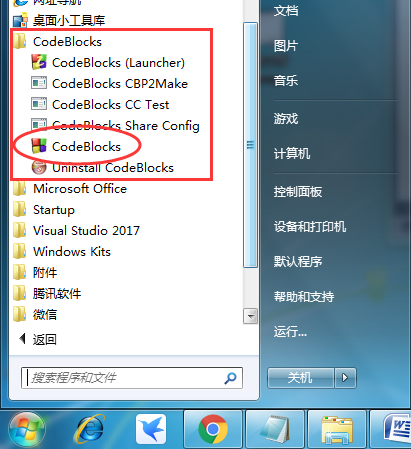 网址导航
桌面小工具库
CodeBlocks
CodeBlocks (Launcher)
CodeBlocks CBP2Make
CodeBlocks CC Test
CodeBlocks Share Config
CodeBlocks
Uninstall CodeBlocks
Microsoft Office
Startup
Visual Studio 2017
Windows Kits
附件
腾讯软件
微信
返回
搜索程序和文件
文档
图片
音乐
游戏
计算机
控制面板
设备和打印机
默认程序
帮助和支持
运行...
关机
W